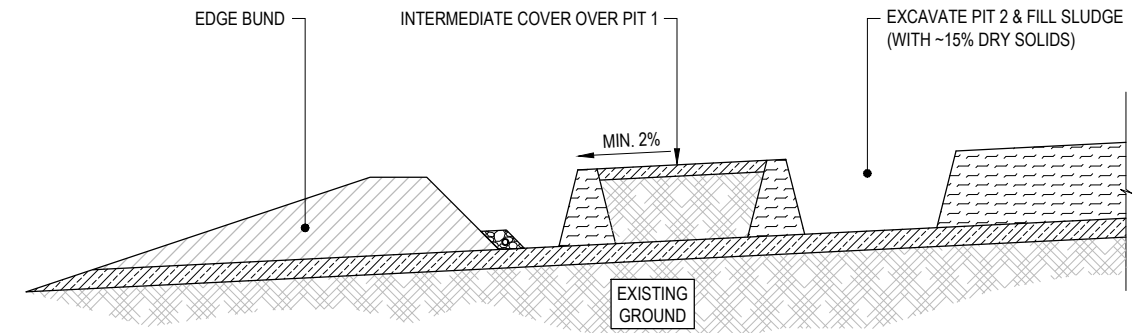 EDGE BUND
INTERMEDIATE COVER OVER PIT 1
EXCAVATE PIT 2 & FILL SLUDGE
(WITH ~15% DRY SOLIDS)
MIN. 2%
EXISTING
GROUND